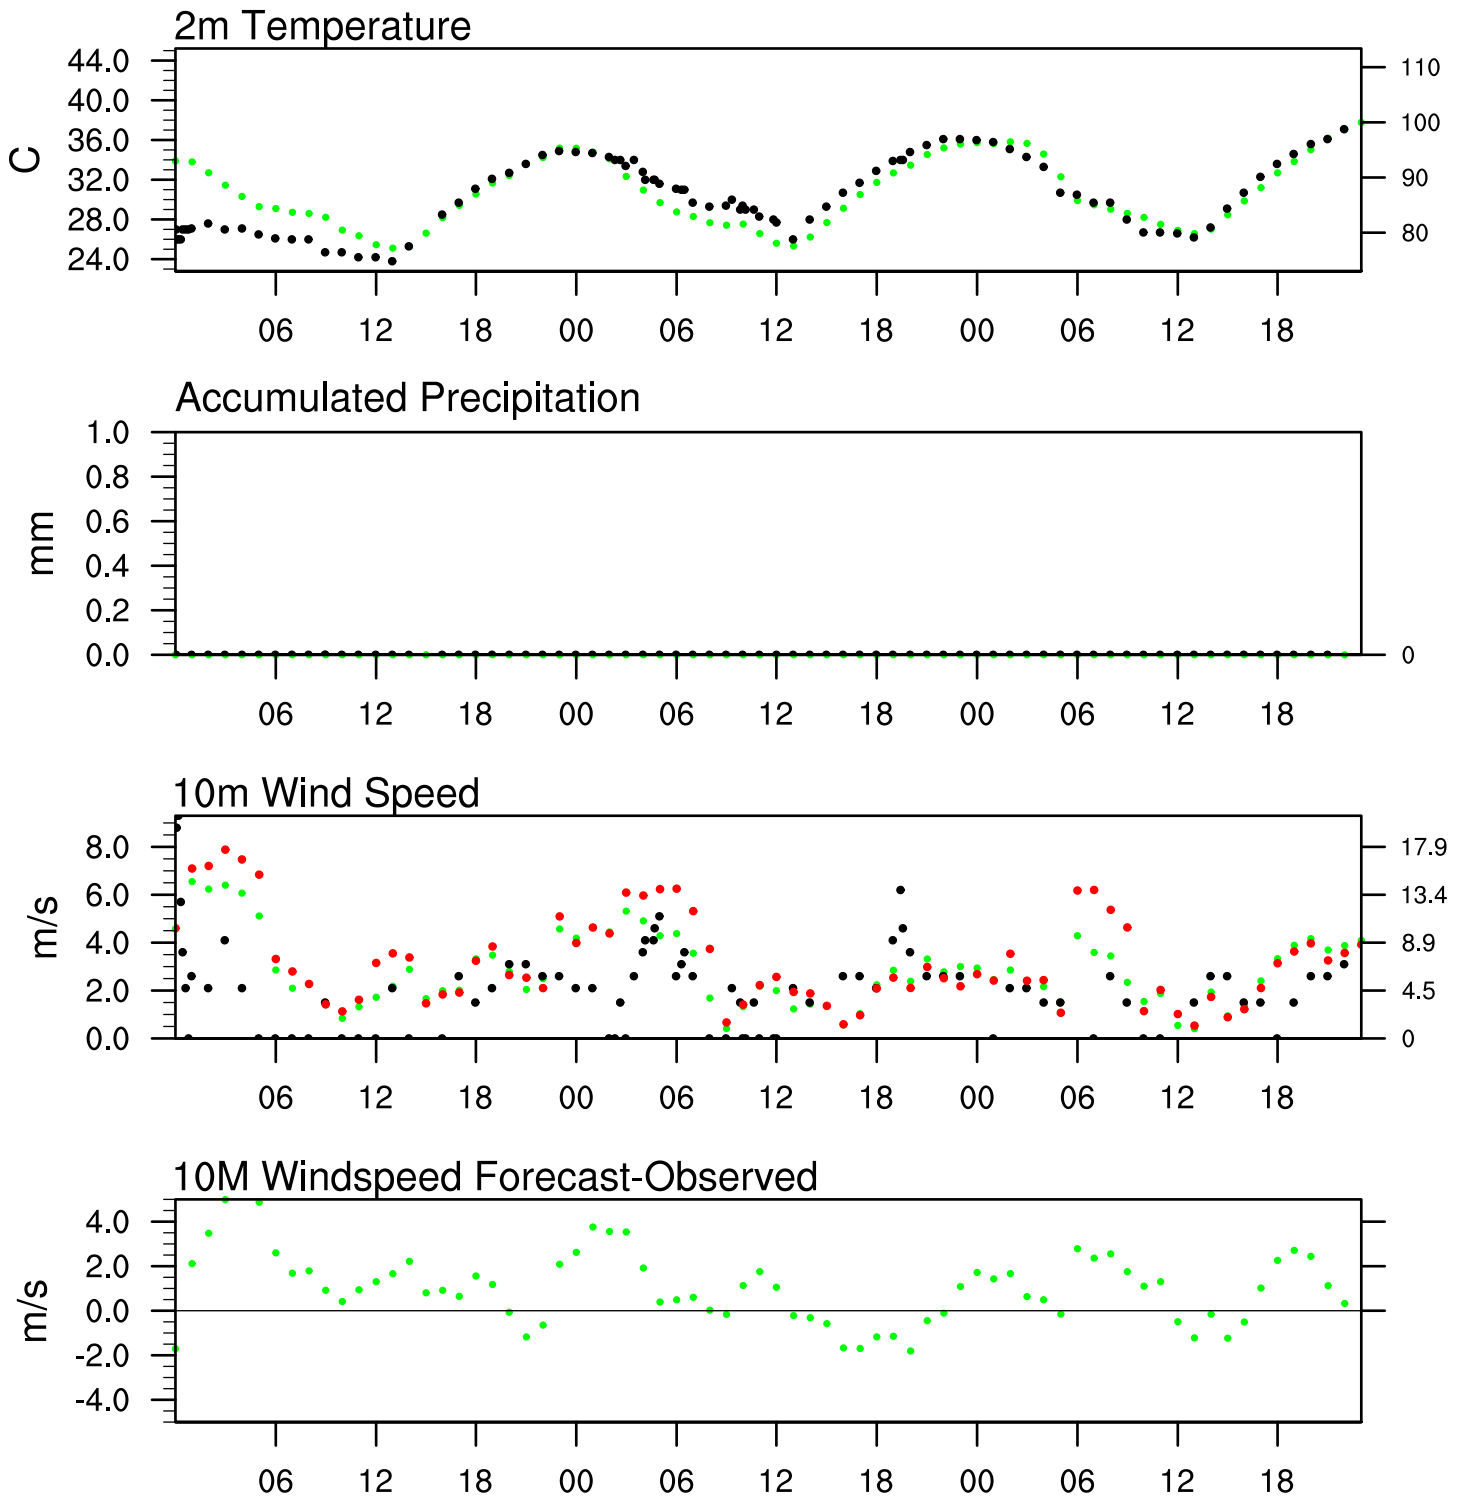 2m Temperature
44.0
40.0
36.0
32.0
28.0
24.0
C
110
100
90
80
06 12 18 00 06 12 18 00 06 12 18
Accumulated Precipitation
1.0
0.8
0.6
0.4
0.2
0.0
mm
0
06 12 18 00 06 12 18 00 06 12 18
10m Wind Speed
8.0
6.0
4.0
2.0
0.0
m/s
17.9
13.4
8.9
4.5
0
06 12 18 00 06 12 18 00 06 12 18
10M Windspeed Forecast-Observed
4.0
2.0
0.0
-2.0
-4.0
m/s
06 12 18 00 06 12 18 00 06 12 18